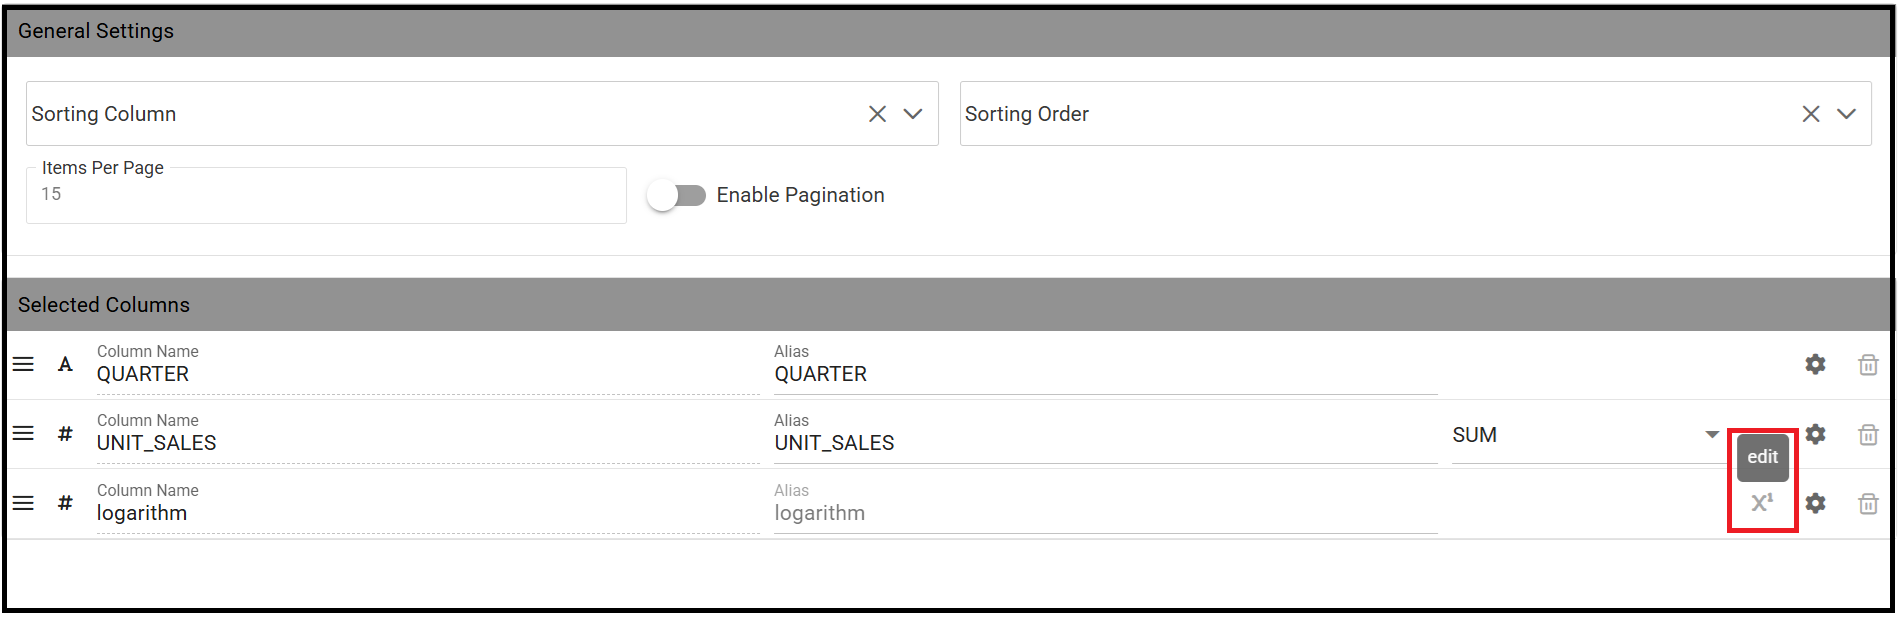 General Settings
Sorting Column
Sorting Order
Items Per Page
15
Enable Pagination
Selected Columns
A
Column Name
QUARTER
Alias
QUARTER
#
Column Name
UNIT_SALES
Alias
UNIT_SALES
SUM
edit
#
Column Name
logarithm
Alias
logarithm
X¹